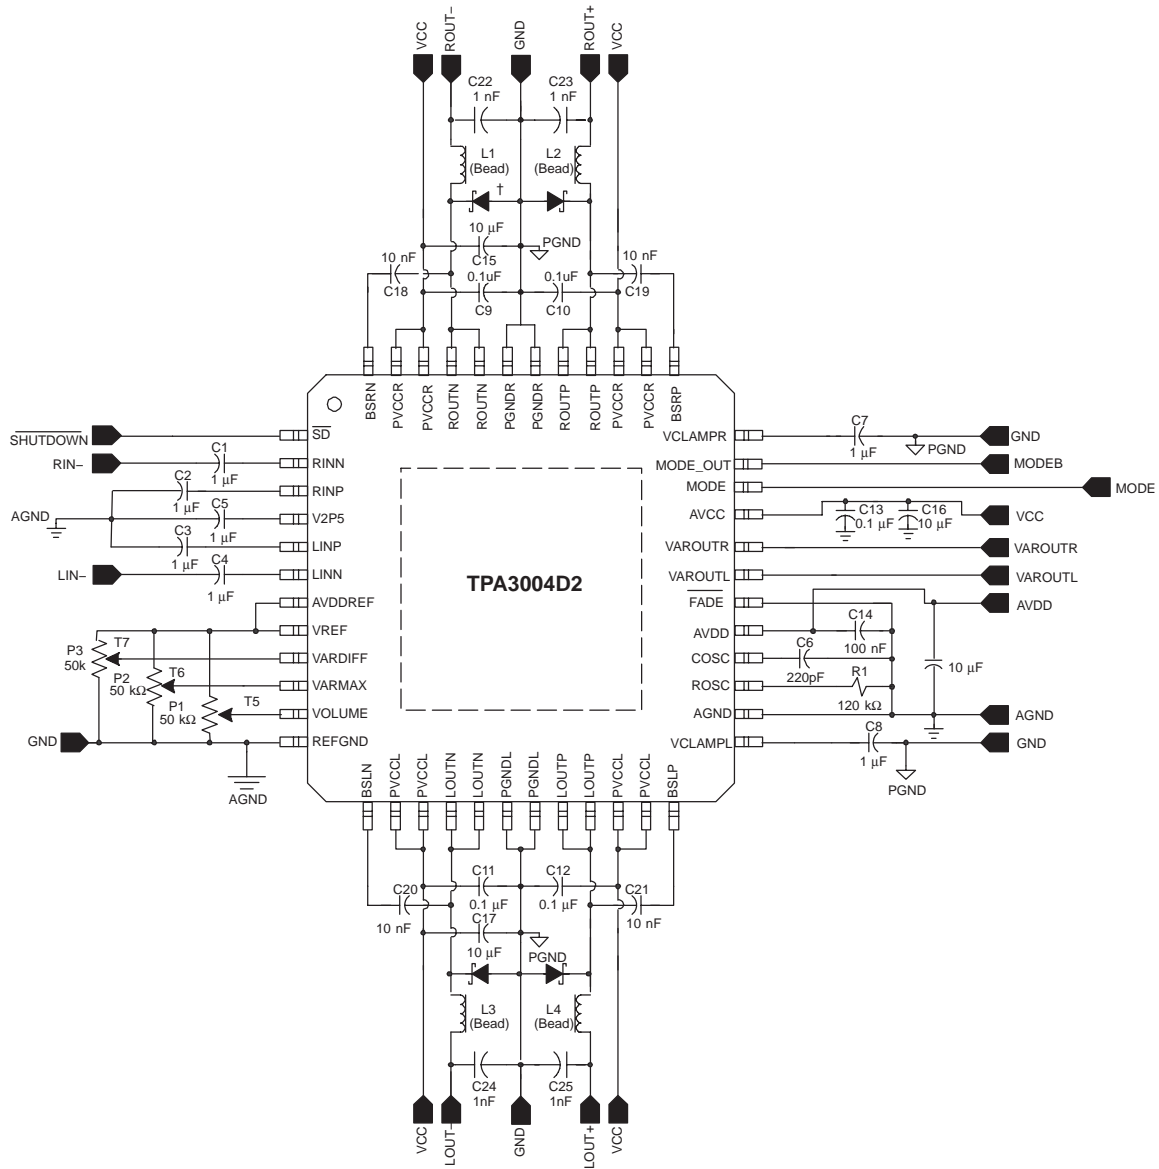 VCC
ROUT−
GND
ROUT+
VCC
C22
1 nF
C23
1 nF
L1
(Bead)
L2
(Bead)
†
10 µF
C15
PGND
10 nF
C18
0.1uF
C9
0.1uF
C10
10 nF
C19
BSRN
PVCCR
PVCCR
ROUTN
ROUTN
PGNDR
PGNDR
ROUTP
ROUTP
PVCCR
PVCCR
BSRP
SHUTDOWN
RIN−
AGND
LIN−
C1
1 µF
C2
1 µF
C5
1 µF
C3
1 µF
C4
1 µF
P3
50k
T7
P2
50 kΩ
T6
P1
50 kΩ
T5
GND
AGND
SD
RINN
RINP
V2P5
LINP
LINN
AVDDREF
VREF
VARDIFF
VARMAX
VOLUME
REFGND
TPA3004D2
VCLAMPR
MODE_OUT
MODE
AVCC
VAROUTR
VAROUTL
FADE
AVDD
COSC
ROSC
AGND
VCLAMPL
C7
1 µF
PGND
GND
MODEB
MODE
C13
0.1 µF
C16
10 µF
VCC
VAROUTR
VAROUTL
AVDD
C14
100 nF
C6
220pF
10 µF
R1
120 kΩ
AGND
C8
1 µF
GND
PGND
BSLN
PVCCL
PVCCL
LOUTN
LOUTN
PGNDL
PGNDL
LOUTP
LOUTP
PVCCL
PVCCL
BSLP
C20
10 nF
C11
0.1 µF
C12
0.1 µF
C21
10 nF
C17
10 µF
PGND
L3
(Bead)
L4
(Bead)
C24
1nF
C25
1nF
VCC
LOUT−
GND
LOUT+
VCC